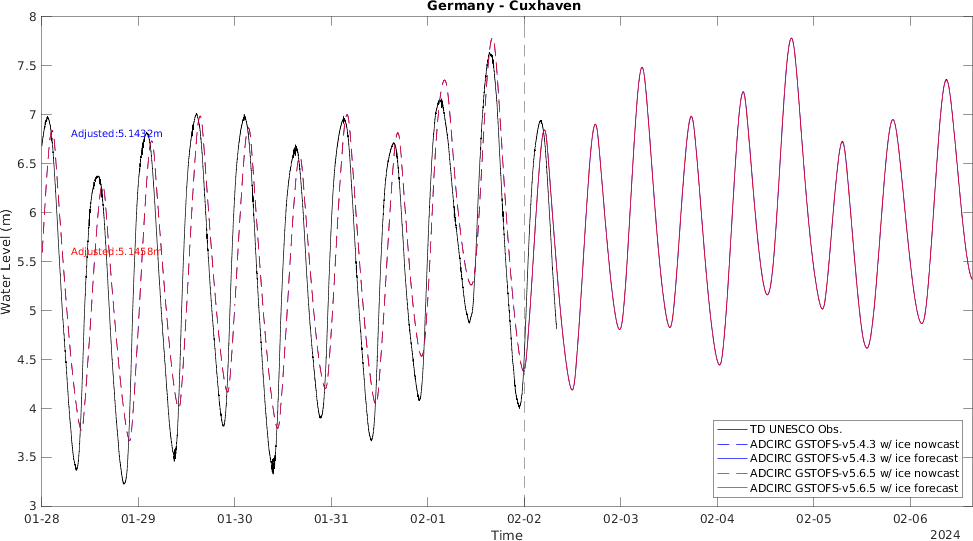 Germany - Cuxhaven
8
7.5
7
6.5
6
5.5
5
4.5
4
3.5
3
Water Level (m)
Adjusted:5.1432m
Adjusted:5.1458m
TD UNESCO Obs.
ADCIRC GSTOFS-v5.4.3 w/ ice nowcast
ADCIRC GSTOFS-v5.4.3 w/ ice forecast
ADCIRC GSTOFS-v5.6.5 w/ ice nowcast
ADCIRC GSTOFS-v5.6.5 w/ ice forecast
01-28 01-29 01-30 01-31 02-01 02-02 02-03 02-04 02-05 02-06
Time
2024